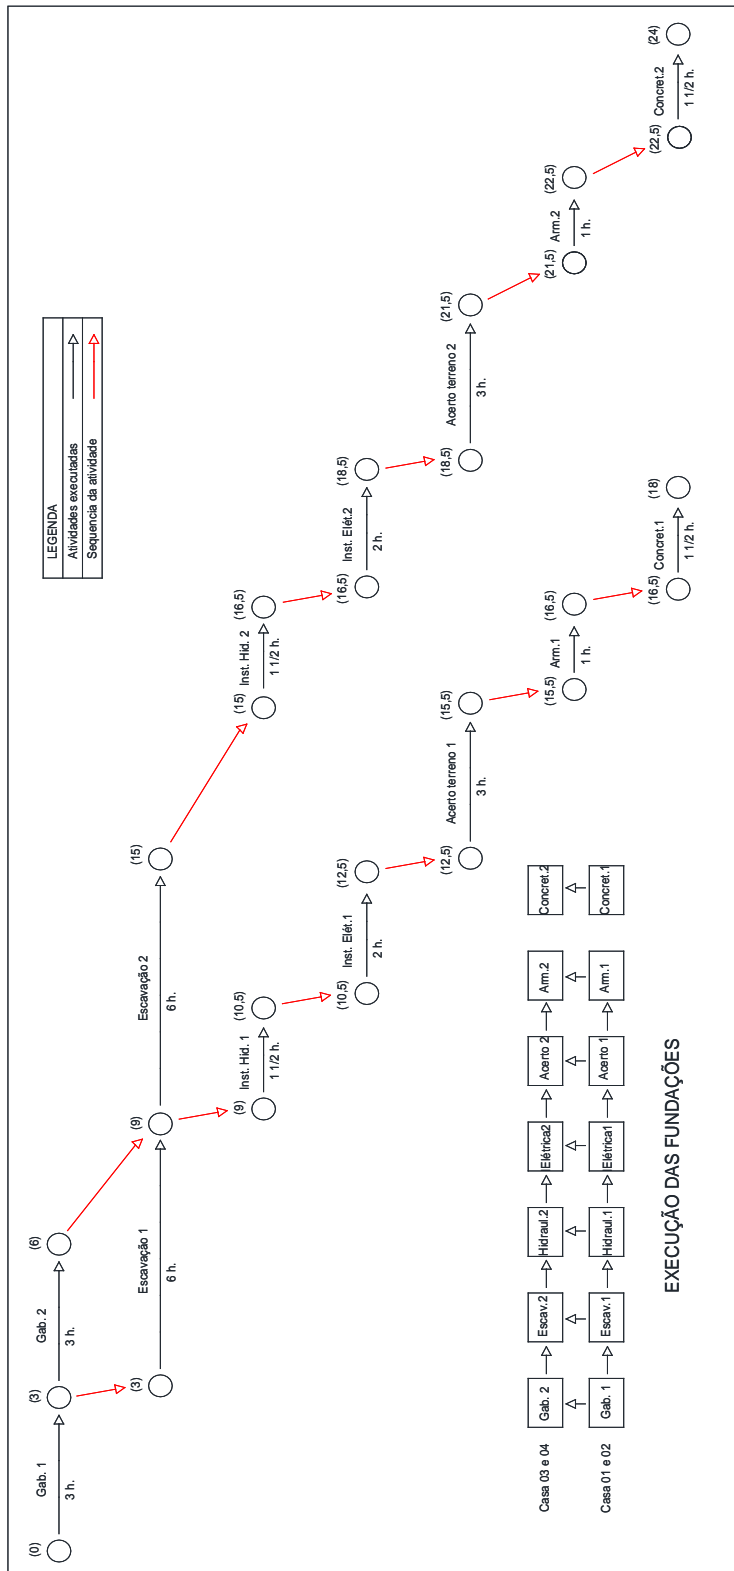 LEGENDA
Atividades executadas
Sequencia da atividade
(0)
Gab. 1
3 h.
(3)
Gab. 2
3 h.
(6)
(3)
Escavação 1
6 h.
(9)
Escavação 2
6 h.
(15)
(9)
Inst. Hid. 1
1 1/2 h.
(10,5)
(15)
Inst. Hid. 2
1 1/2 h.
(16,5)
(10,5)
Inst. Elét.1
2 h.
(12,5)
(16,5)
Inst. Elét.2
2 h.
(18,5)
(12,5)
Acerto terreno 1
3 h.
(15,5)
(18,5)
Acerto terreno 2
3 h.
(21,5)
(15,5)
Arm.1
1 h.
(16,5)
(21,5)
Arm.2
1 h.
(22,5)
(16,5)
Concret.1
1 1/2 h.
(18)
(22,5)
Concret.2
1 1/2 h.
(24)
Casa 03 e 04
Gab. 2
Escav.2
Hidraul.2
Elétrica2
Acerto 2
Arm.2
Concret.2
Casa 01 e 02
Gab. 1
Escav.1
Hidraul.1
Elétrica1
Acerto 1
Arm.1
Concret.1
EXECUÇÃO DAS FUNDAÇÕES